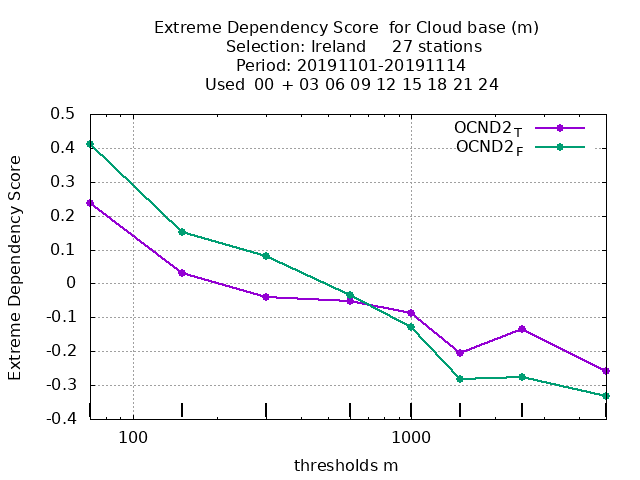 Extreme Dependency Score  for Cloud base (m)
Selection: Ireland     27 stations
Period: 20191101-20191114
Used  00 + 03 06 09 12 15 18 21 24
OCND2T
OCND2F
0.5
0.4
0.3
0.2
0.1
0
-0.1
-0.2
-0.3
-0.4
Extreme Dependency Score
100 1000
thresholds m